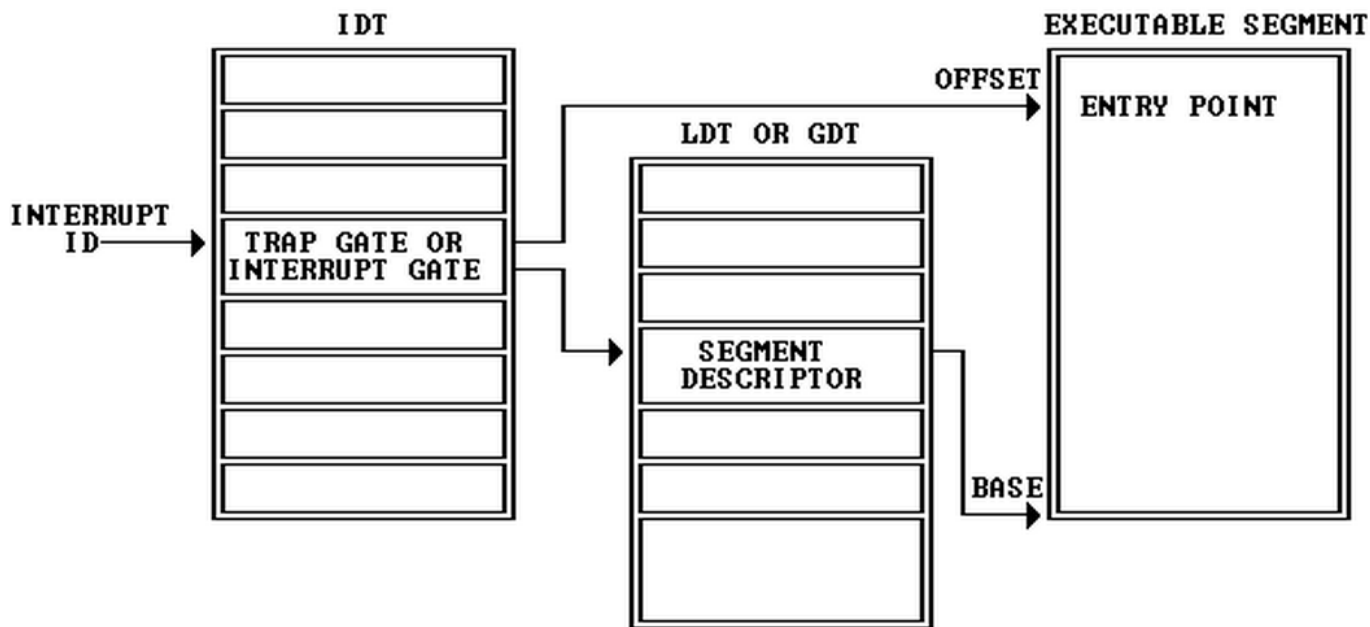 IDT
EXECUTABLE SEGMENT
OFFSET
ENTRY POINT
LDT OR GDT
INTERRUPT
ID
TRAP GATE OR
INTERRUPT GATE
SEGMENT
DESCRIPTOR
BASE